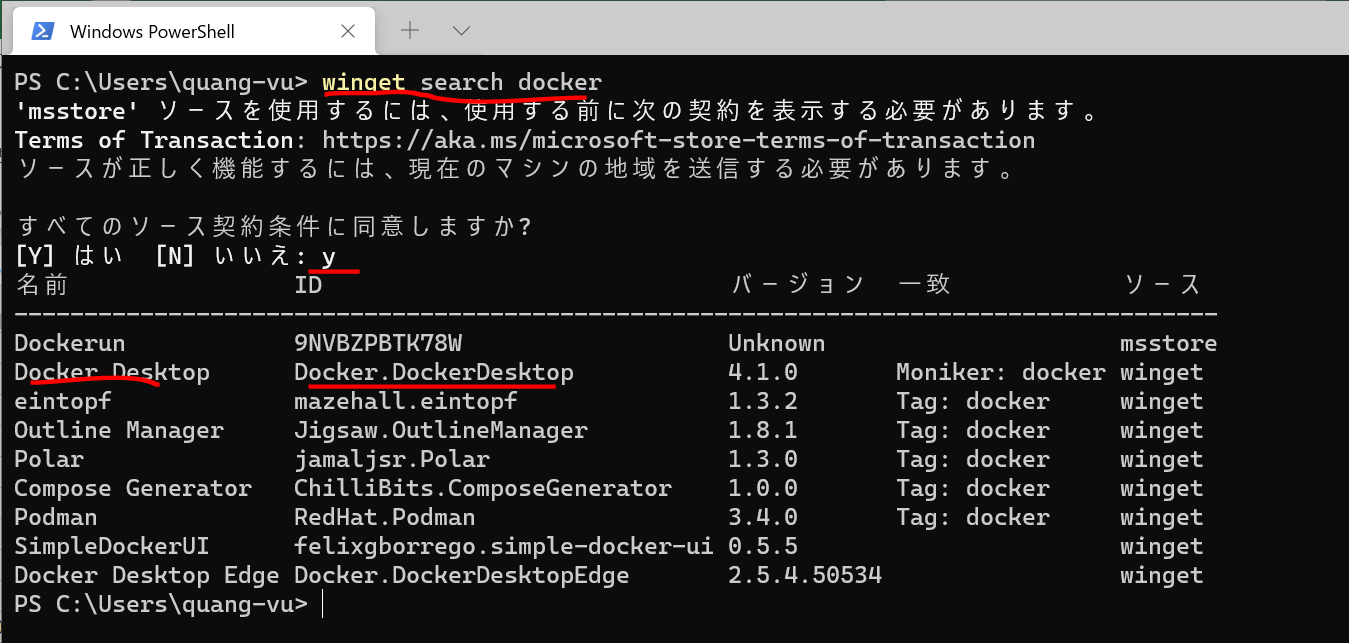 Windows PowerShell
PS C:\Users\quang-vu> winget search docker
'msstore' ソースを使用するには、使用する前に次の契約を表示する必要があります。
Terms of Transaction: https://aka.ms/microsoft-store-terms-of-transaction
ソースが正しく機能するには、現在のマシンの地域を送信する必要があります。
すべてのソース契約条件に同意しますか?
[Y] はい  [N] いいえ: y
名前 ID バージョン 一致 ソース
--------------------------------------------------------------------------------------
Dockerun 9NVBZPBTK78W Unknown msstore
Docker Desktop Docker.DockerDesktop 4.1.0 Moniker: docker winget
eintopf mazehall.eintopf 1.3.2 Tag: docker winget
Outline Manager Jigsaw.OutlineManager 1.8.1 Tag: docker winget
Polar jamaljsr.Polar 1.3.0 Tag: docker winget
Compose Generator ChilliBits.ComposeGenerator 1.0.0 Tag: docker winget
Podman RedHat.Podman 3.4.0 Tag: docker winget
SimpleDockerUI felixgborrego.simple-docker-ui 0.5.5 winget
Docker Desktop Edge Docker.DockerDesktopEdge 2.5.4.50534 winget
PS C:\Users\quang-vu>